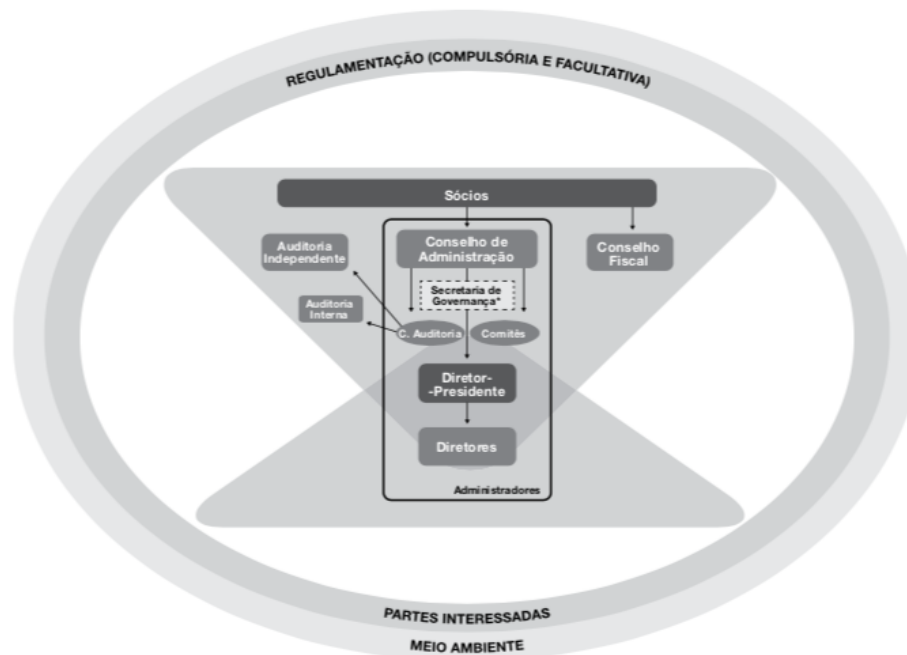 REGULAMENTAÇÃO (COMPULSÓRIA E FACULTATIVA)
Sócios
Auditoria
Independente
Conselho de
Administração
Conselho
Fiscal
Secretaria de
Governança*
Auditoria
Interna
C. Auditoria
Comitês
Diretor-
-Presidente
Diretores
Administradores
PARTES INTERESSADAS
MEIO AMBIENTE